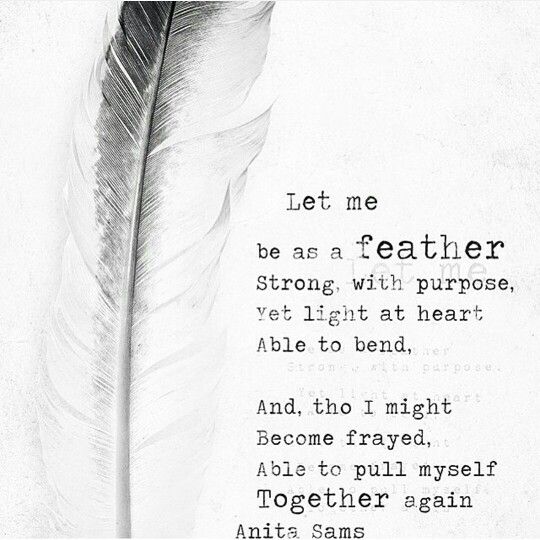 Let me
be as a feather
Strong, with purpose,
Yet light at heart
Able to bend,
And, tho I might
Become frayed,
Able to pull myself
Together again
Anita Sams